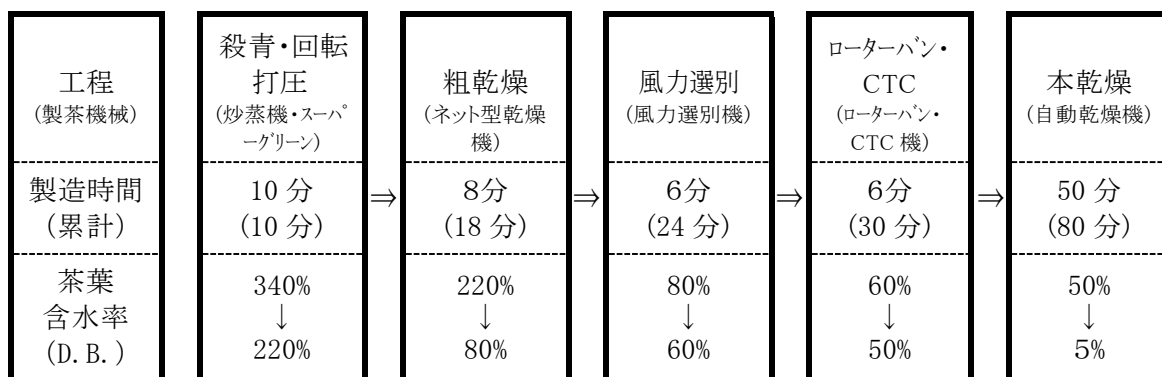 工程
(製茶機械)
製造時間
(累計)
茶葉
含水率
(D.B.)
殺青・回転
打圧
(炒蒸機・スーパ
ーグリーン)
10 分
(10 分)
340%
↓
220%
⇒
粗乾燥
(ネット型乾燥
機)
8分
(18 分)
220%
↓
80%
⇒
風力選別
(風力選別機)
6分
(24 分)
80%
↓
60%
⇒
ローターバン・
CTC
(ローターバン・
CTC 機)
6分
(30 分)
60%
↓
50%
⇒
本乾燥
(自動乾燥機)
50 分
(80 分)
50%
↓
5%